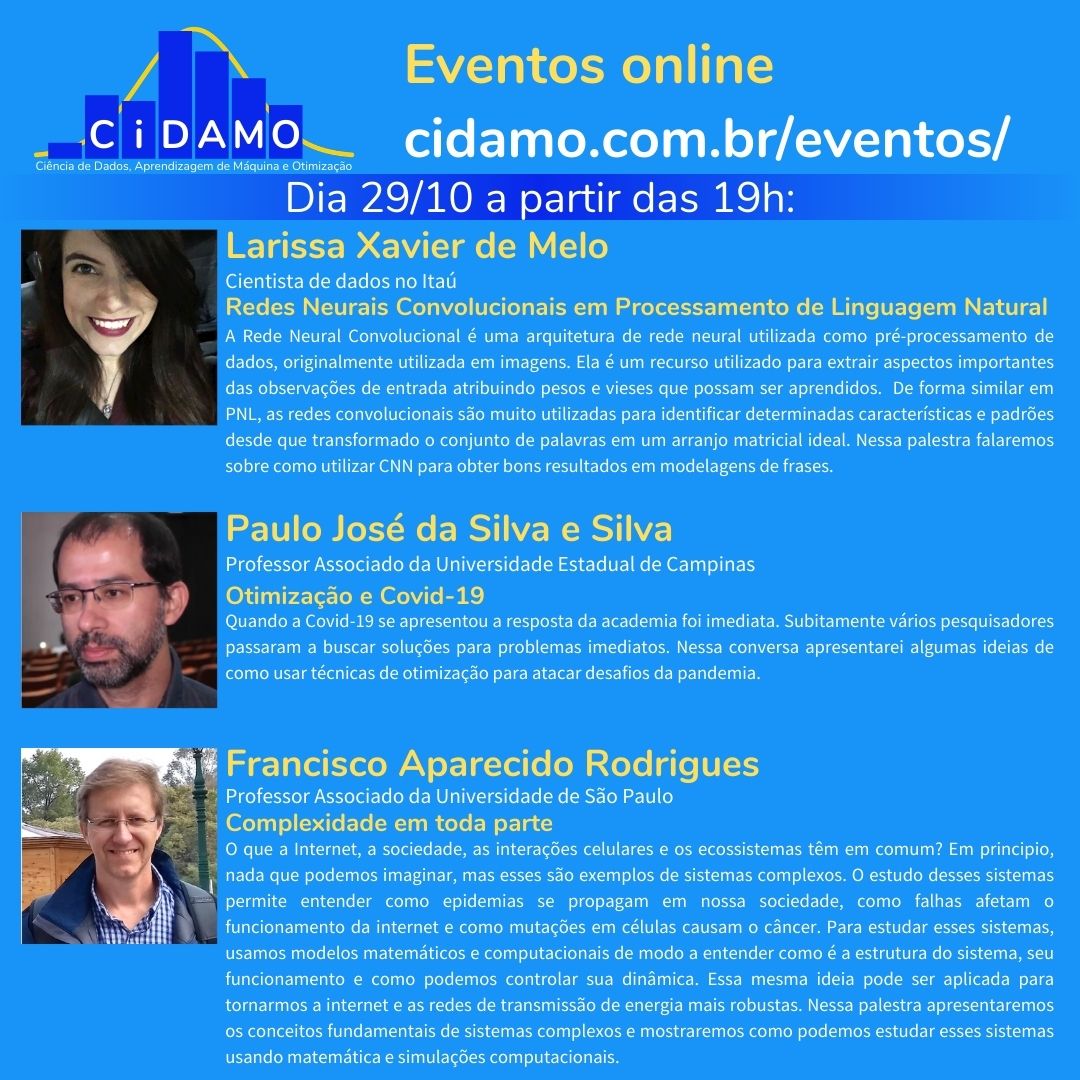 Eventos online
CiDAMO
cidamo.com.br/eventos/
Ciência de Dados, Aprendizagem de Máquina e Otimização
Dia 29/10 a partir das 19h:
Larissa Xavier de Melo
Cientista de dados no Itaú
Redes Neurais Convolucionais em Processamento de Linguagem Natural
A Rede Neural Convolucional é uma arquitetura de rede neural utilizada como pré-processamento de
dados, originalmente utilizada em imagens. Ela é um recurso utilizado para extrair aspectos importantes
das observações de entrada atribuindo pesos e vieses que possam ser aprendidos. De forma similar em
PNL, as redes convolucionais são muito utilizadas para identificar determinadas características e padrões
desde que transformado o conjunto de palavras em um arranjo matricial ideal. Nessa palestra falaremos
sobre como utilizar CNN para obter bons resultados em modelagens de frases.
Paulo José da Silva e Silva
Professor Associado da Universidade Estadual de Campinas
Otimização e Covid-19
Quando a Covid-19 se apresentou a resposta da academia foi imediata. Subitamente vários pesquisadores
passaram a buscar soluções para problemas imediatos. Nessa conversa apresentarei algumas ideias de
como usar técnicas de otimização para atacar desafios da pandemia.
Francisco Aparecido Rodrigues
Professor Associado da Universidade de São Paulo
Complexidade em toda parte
O que a Internet, a sociedade, as interações celulares e os ecossistemas têm em comum? Em principio,
nada que podemos imaginar, mas esses são exemplos de sistemas complexos. O estudo desses sistemas
permite entender como epidemias se propagam em nossa sociedade, como falhas afetam o
funcionamento da internet e como mutações em células causam o câncer. Para estudar esses sistemas,
usamos modelos matemáticos e computacionais de modo a entender como é a estrutura do sistema, seu
funcionamento e como podemos controlar sua dinâmica. Essa mesma ideia pode ser aplicada para
tornarmos a internet e as redes de transmissão de energia mais robustas. Nessa palestra apresentaremos
os conceitos fundamentais de sistemas complexos e mostraremos como podemos estudar esses sistemas
usando matemática e simulações computacionais.